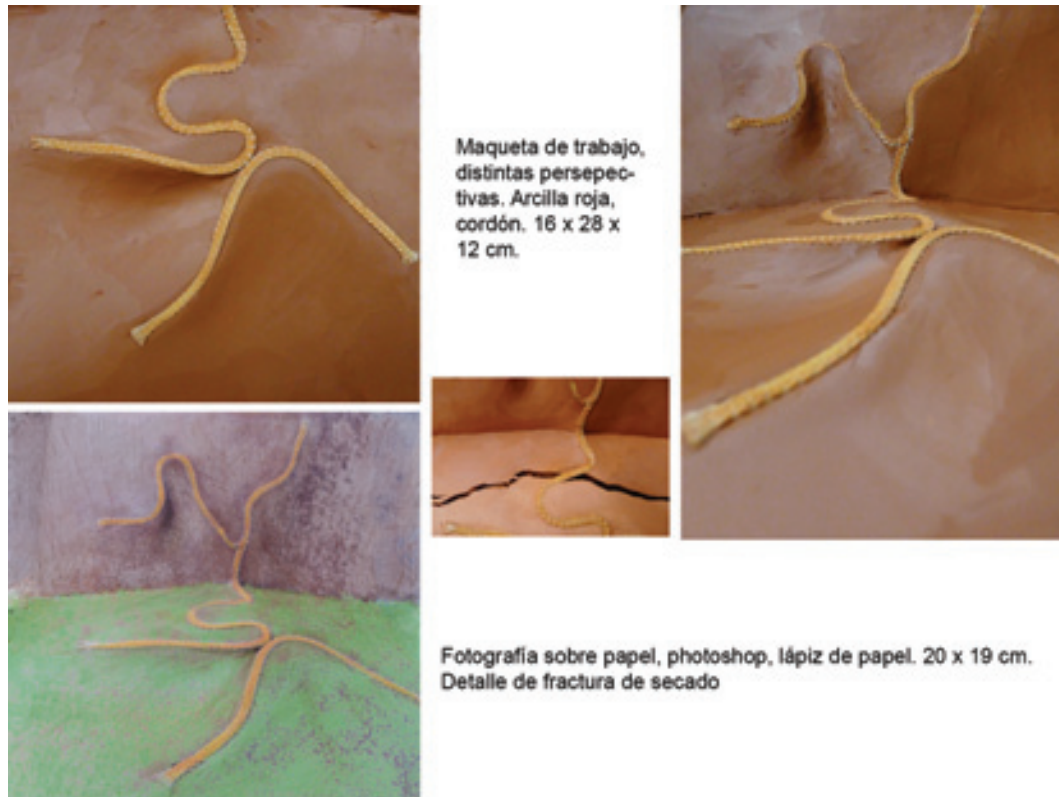 Maqueta de trabajo,
distintas persepec-
tivas. Arcilla roja,
cordón. 16 x 28 x
12 cm.
Fotografía sobre papel, photoshop, lápiz de papel. 20 x 19 cm.
Detalle de fractura de secado